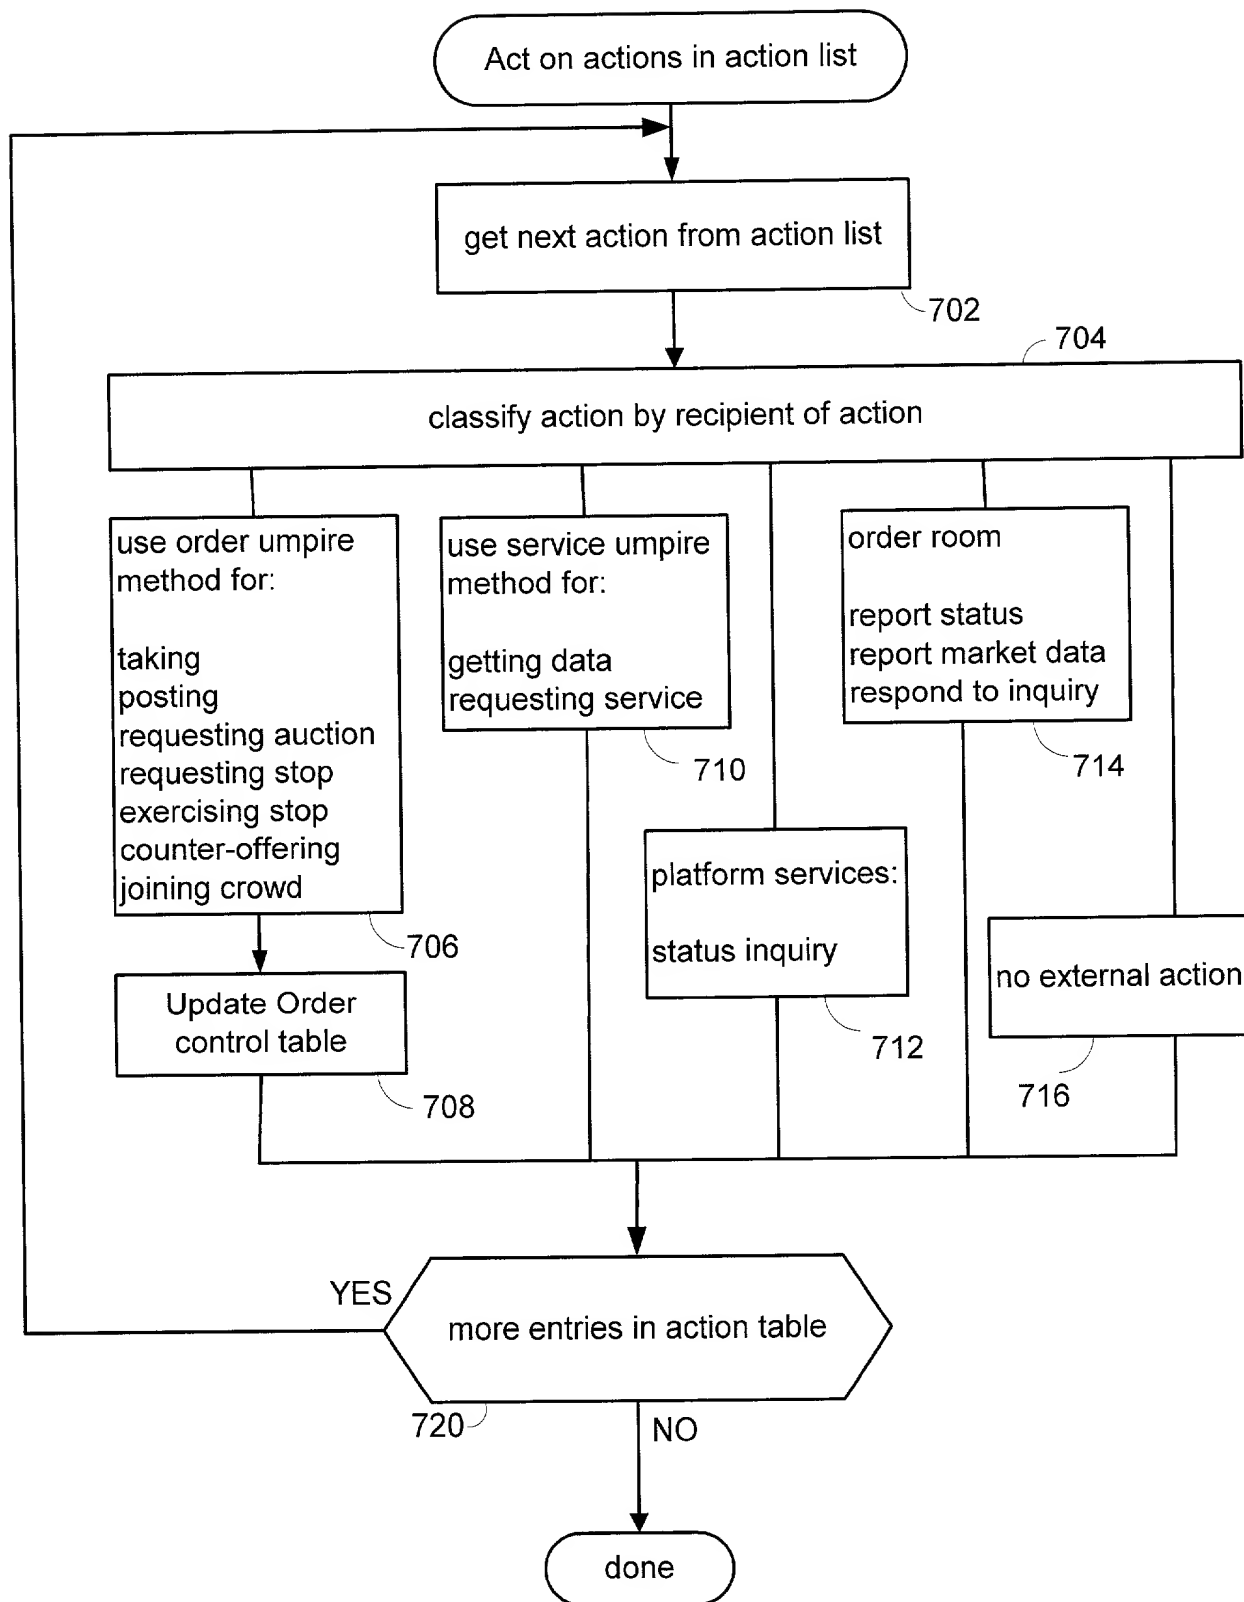 Act on actions in action list
get next action from action list
702
704
classify action by recipient of action
use order umpire
method for:
taking
posting
requesting auction
requesting stop
exercising stop
counter-offering
joining crowd
706
Update Order
control table
708
use service umpire
method for:
getting data
requesting service
710
platform services:
status inquiry
712
order room
report status
report market data
respond to inquiry
714
no external action
716
YES
more entries in action table
720
NO
done